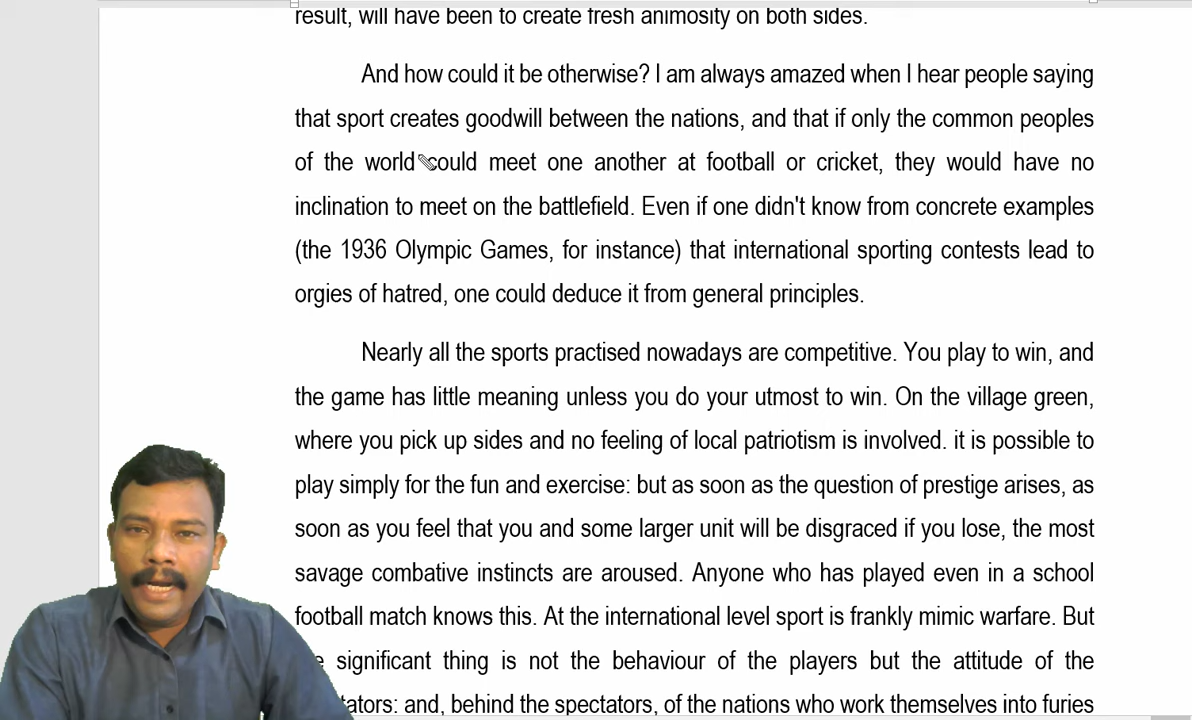 result, will have been to create fresh animosity on both sides.
And how could it be otherwise? I am always amazed when I hear people saying
that sport creates goodwill between the nations, and that if only the common peoples
of the world could meet one another at football or cricket, they would have no
inclination to meet on the battlefield. Even if one didn't know from concrete examples
(the 1936 Olympic Games, for instance) that international sporting contests lead to
orgies of hatred, one could deduce it from general principles.
Nearly all the sports practised nowadays are competitive. You play to win, and
the game has little meaning unless you do your utmost to win. On the village green,
where you pick up sides and no feeling of local patriotism is involved. it is possible to
play simply for the fun and exercise: but as soon as the question of prestige arises, as
soon as you feel that you and some larger unit will be disgraced if you lose, the most
savage combative instincts are aroused. Anyone who has played even in a school
football match knows this. At the international level sport is frankly mimic warfare. But
significant thing is not the behaviour of the players but the attitude of the
and, behind the spectators, of the nations who work themselves into furies